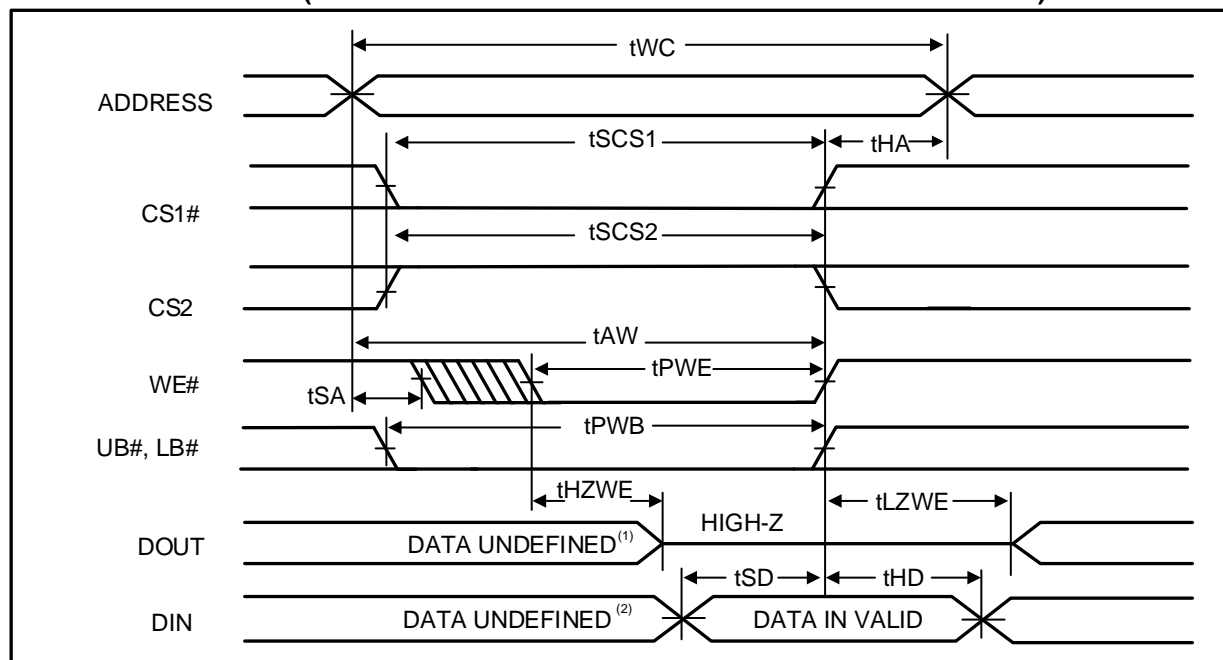 tWC
ADDRESS
tSCS1
tHA
CS1#
tSCS2
CS2
tAW
WE#
tPWE
tSA
tPWB
UB#, LB#
tHZWE
tLZWE
HIGH-Z
DOUT
DATA UNDEFINED(1)
tSD
tHD
DIN
DATA UNDEFINED (2)
DATA IN VALID